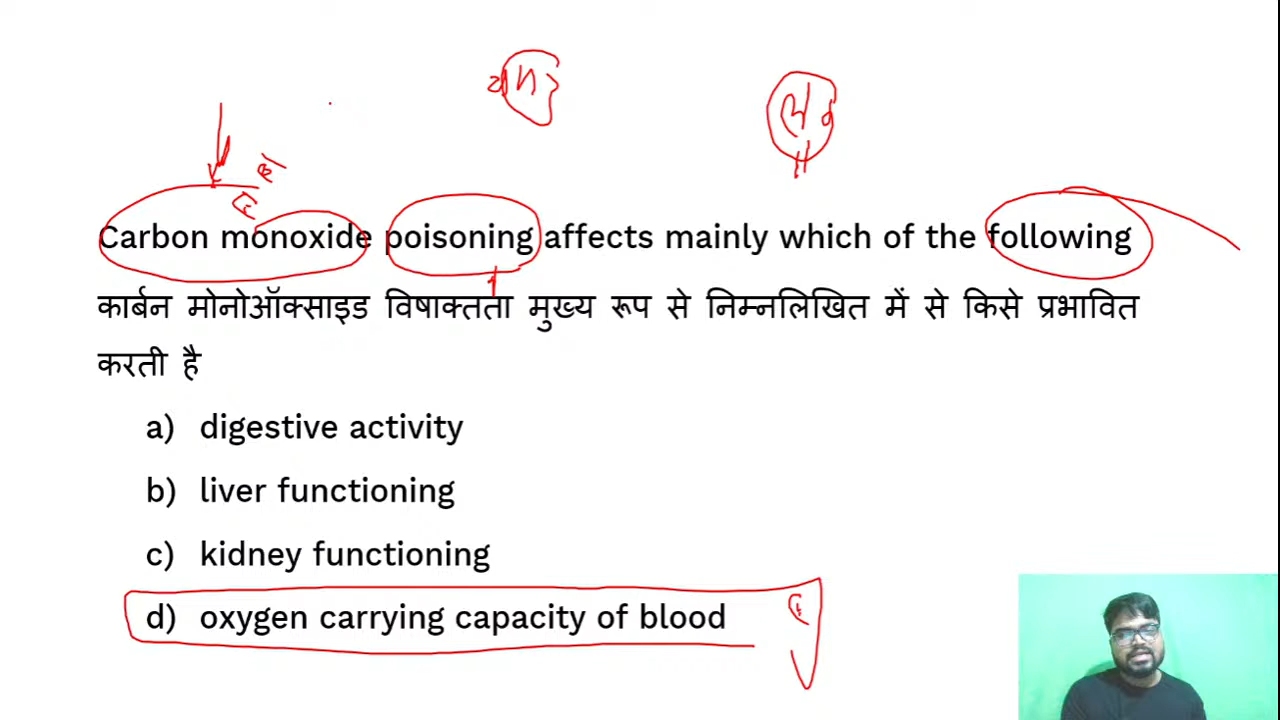 Carbon monoxide poisoning affects mainly which of the following
कार्बन मोनोऑक्साइड विषाक्तता मुख्य रूप से निम्नलिखित में से किसे प्रभावित
करती है
a) digestive activity
b) liver functioning
c) kidney functioning
d) oxygen carrying capacity of blood